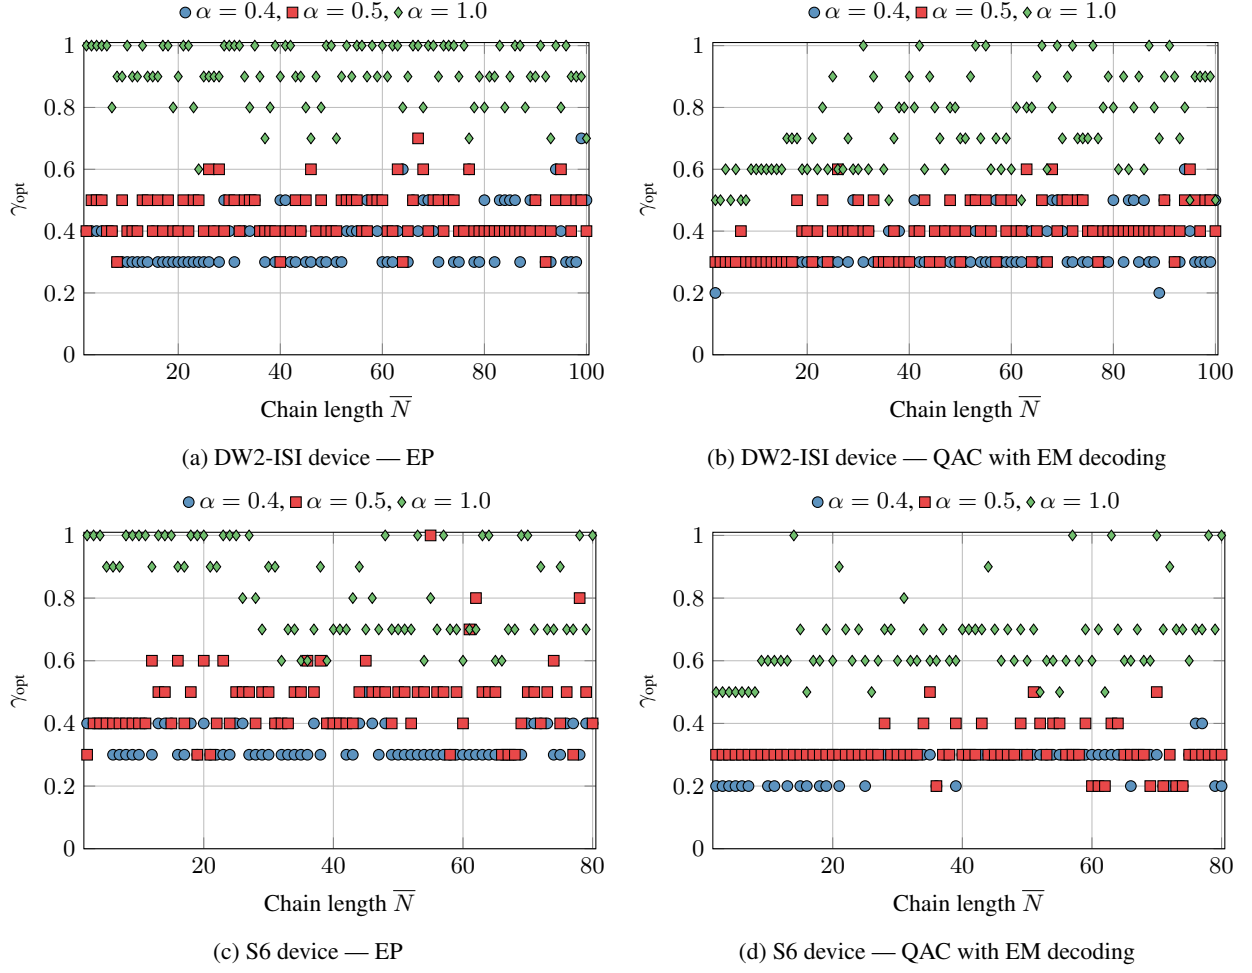 α = 0.4, α = 0.5, α = 1.0
1
0.8
0.6
0.4
0.2
0
γopt
20 40 60 80 100
Chain length N̅
(a) DW2-ISI device — EP
α = 0.4, α = 0.5, α = 1.0
1
0.8
0.6
0.4
0.2
0
γopt
20 40 60 80 100
Chain length N̅
(b) DW2-ISI device — QAC with EM decoding
α = 0.4, α = 0.5, α = 1.0
1
0.8
0.6
0.4
0.2
0
γopt
20 40 60 80
Chain length N̅
(c) S6 device — EP
α = 0.4, α = 0.5, α = 1.0
1
0.8
0.6
0.4
0.2
0
γopt
20 40 60 80
Chain length N̅
(d) S6 device — QAC with EM decoding